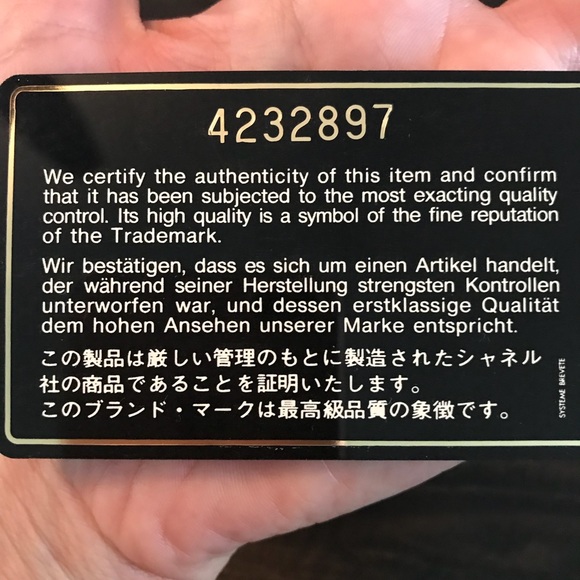 4232897
We certify the authenticity of this item and confirm
that it has been subjected to the most exacting quality
control. Its high quality is a symbol of the fine reputation
of the Trademark.
Wir bestätigen, dass es sich um einen Artikel handelt,
der während seiner Herstellung strengsten Kontrollen
unterworfen war, und dessen erstklassige Qualität
dem hohen Ansehen unserer Marke entspricht.
この製品は厳しい管理のもとに製造されたシャネル
社の商品であることを証明いたします。
このブランド・マークは最高級品質の象徴です。
SYSTEME BREVETE